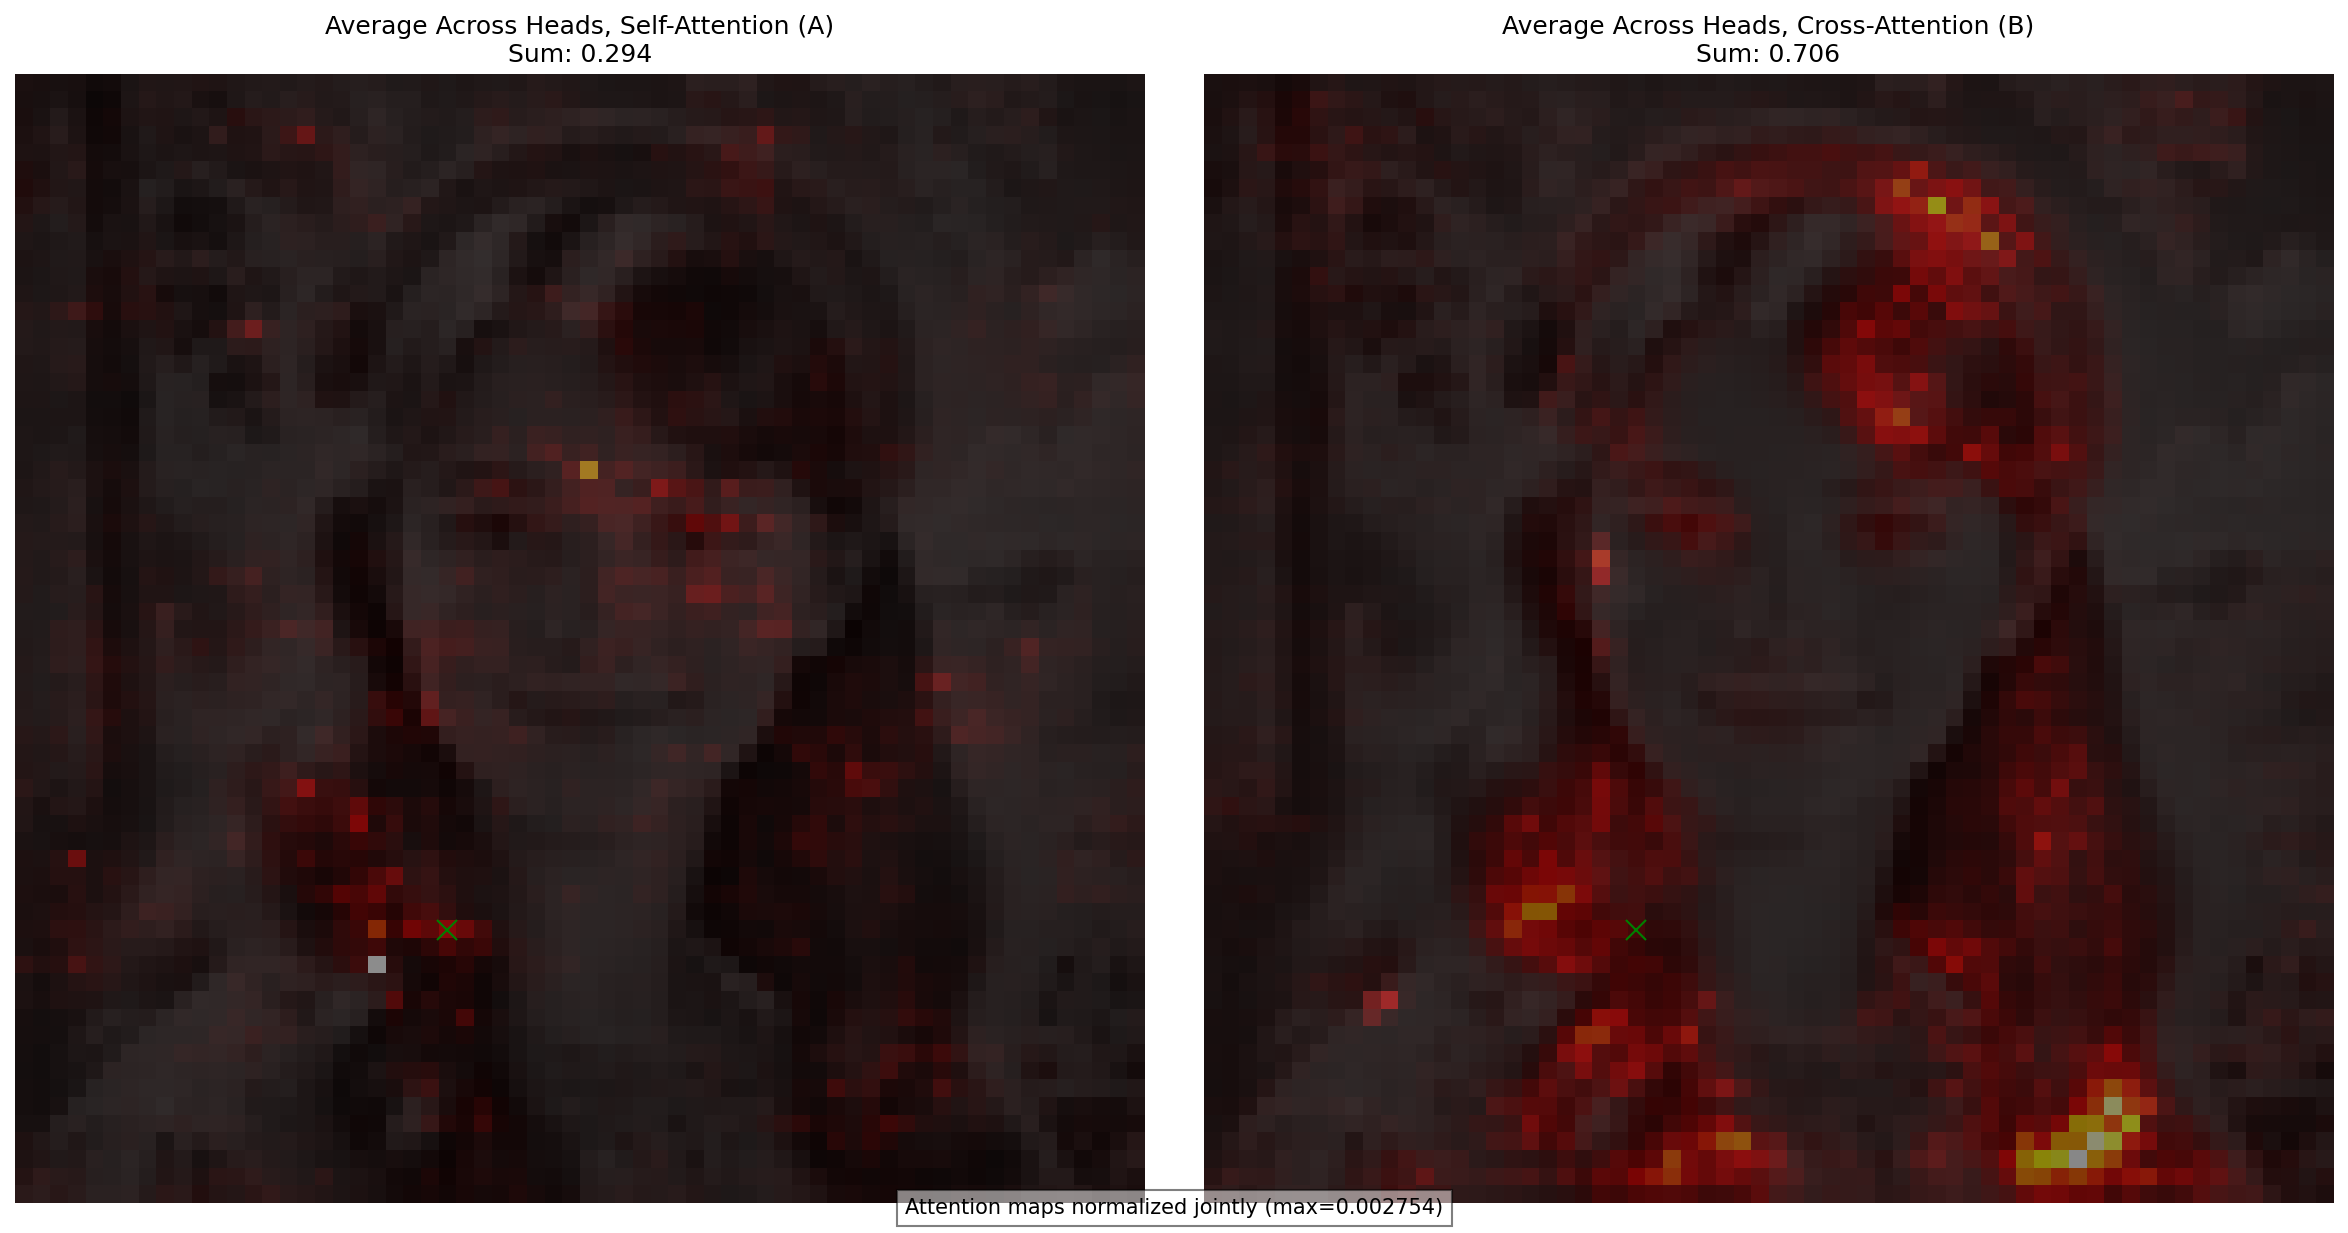 Average Across Heads, Self-Attention (A)
Sum: 0.294
Average Across Heads, Cross-Attention (B)
Sum: 0.706
Attention maps normalized jointly (max=0.002754)